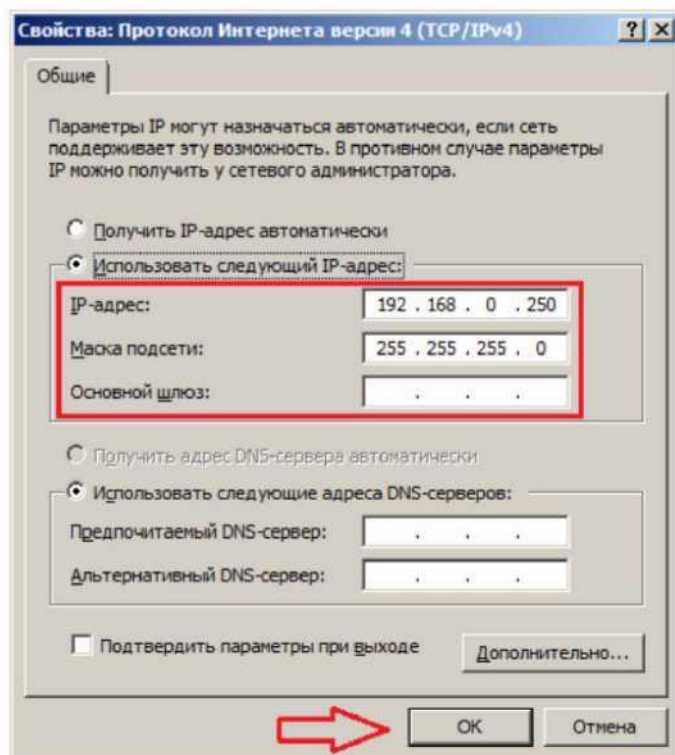 Свойства: Протокол Интернета версии 4 (TCP/IPv4)
Общие
Параметры IP могут назначаться автоматически, если сеть
поддерживает эту возможность. В противном случае параметры
IP можно получить у сетевого администратора.
Получить IP-адрес автоматически
Использовать следующий IP-адрес:
IP-адрес: 192 . 168 . 0 . 250
Маска подсети: 255 . 255 . 255 . 0
Основной шлюз: . . .
Получить адрес DNS-сервера автоматически
Использовать следующие адреса DNS-серверов:
Предпочитаемый DNS-сервер: . . .
Альтернативный DNS-сервер: . . .
Подтвердить параметры при выходе
Дополнительно...
OK Отмена